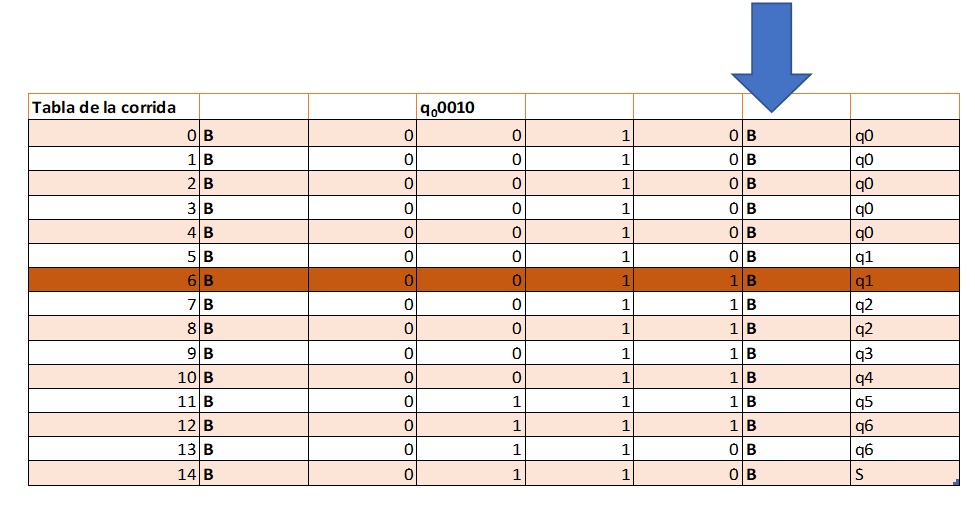 Tabla de la corrida q₀0010
0 B 0 0 1 0 B q0
1 B 0 0 1 0 B q0
2 B 0 0 1 0 B q0
3 B 0 0 1 0 B q0
4 B 0 0 1 0 B q0
5 B 0 0 1 0 B q1
6 B 0 0 1 1 B q1
7 B 0 0 1 1 B q2
8 B 0 0 1 1 B q2
9 B 0 0 1 1 B q3
10 B 0 0 1 1 B q4
11 B 0 1 1 1 B q5
12 B 0 1 1 1 B q6
13 B 0 1 1 0 B q6
14 B 0 1 1 0 B S